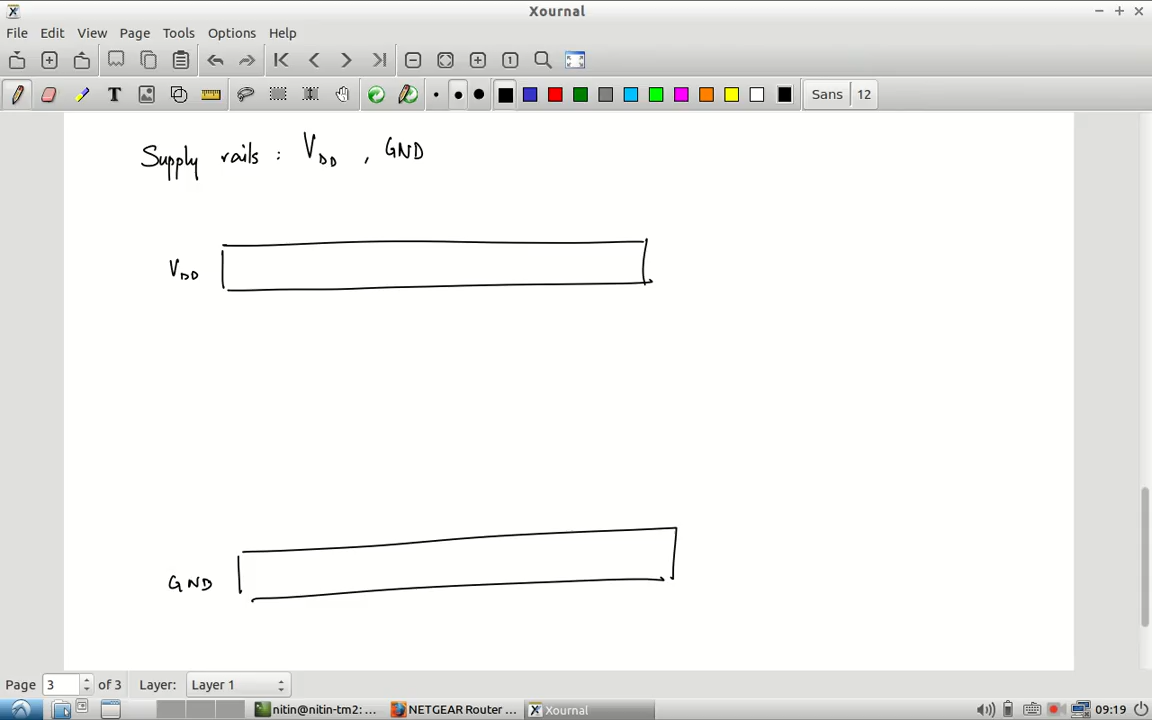 Xournal
File Edit View Page Tools Options Help
T Sans 12
Supply rails : VDD , GND
VDD
GND
Page 3 of 3 Layer: Layer 1
nitin@nitin-tm2: ... NETGEAR Router ... Xournal 09:19